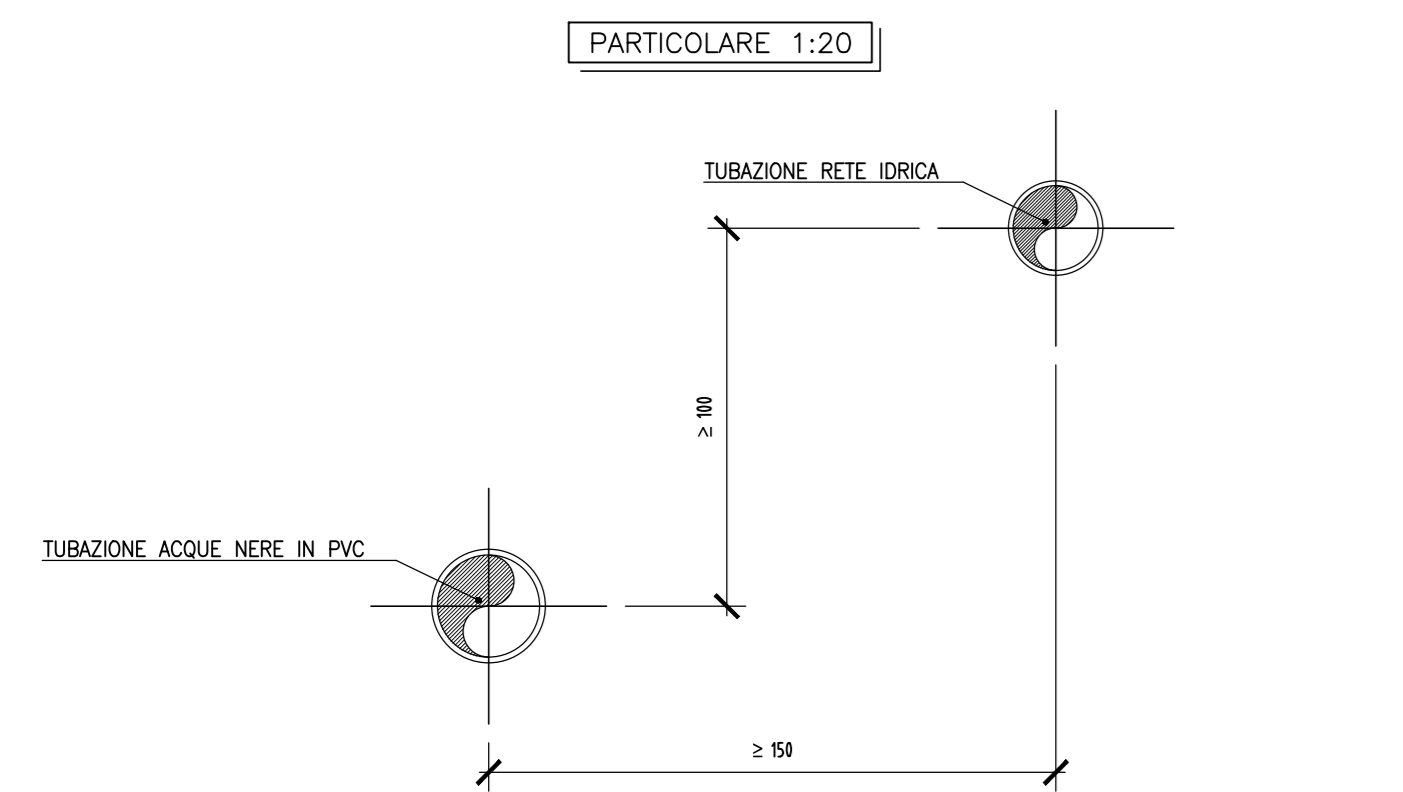 PARTICOLARE 1:20
TUBAZIONE RETE IDRICA
≥ 100
TUBAZIONE ACQUE NERE IN PVC
≥ 150